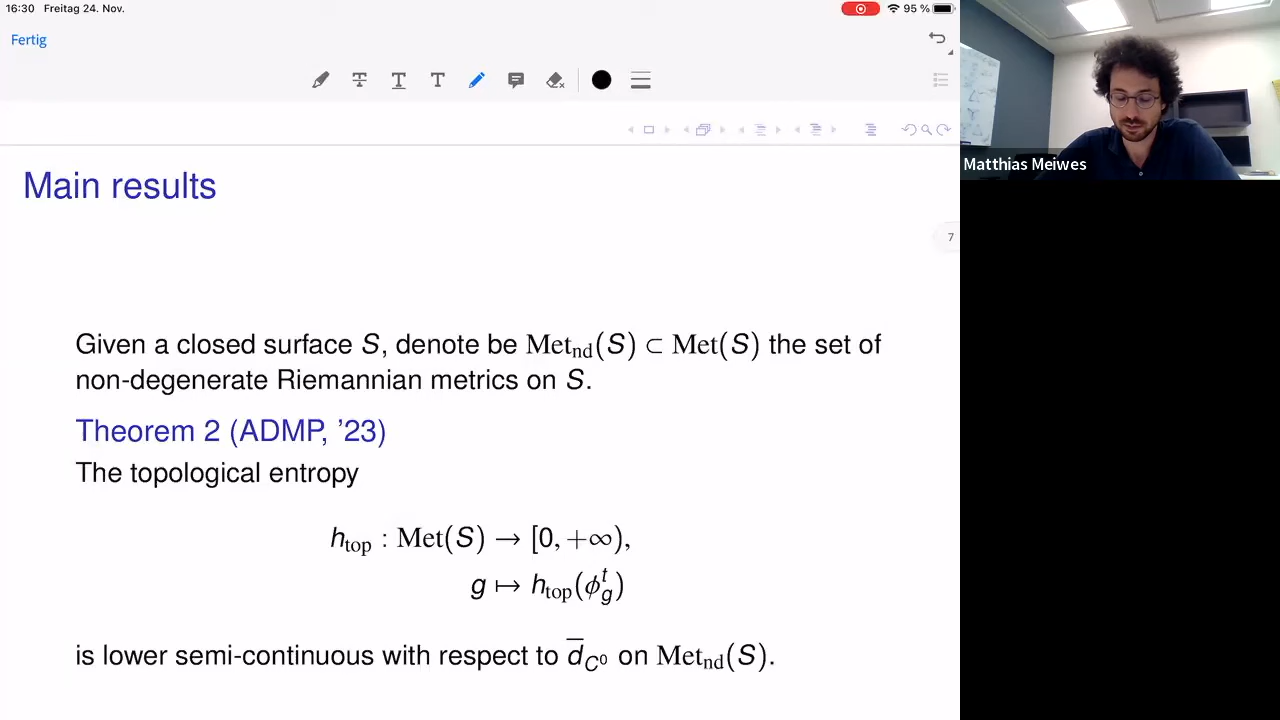 16:30 Freitag 24. Nov.
95 %
Fertig
Main results
7
Given a closed surface S, denote be Met_nd(S) ⊂ Met(S) the set of
non-degenerate Riemannian metrics on S.
Theorem 2 (ADMP, ’23)
The topological entropy
h_top : Met(S) → [0, +∞),
g ↦ h_top(ϕ_g^t)
is lower semi-continuous with respect to d̅_{C⁰} on Met_nd(S).
Matthias Meiwes